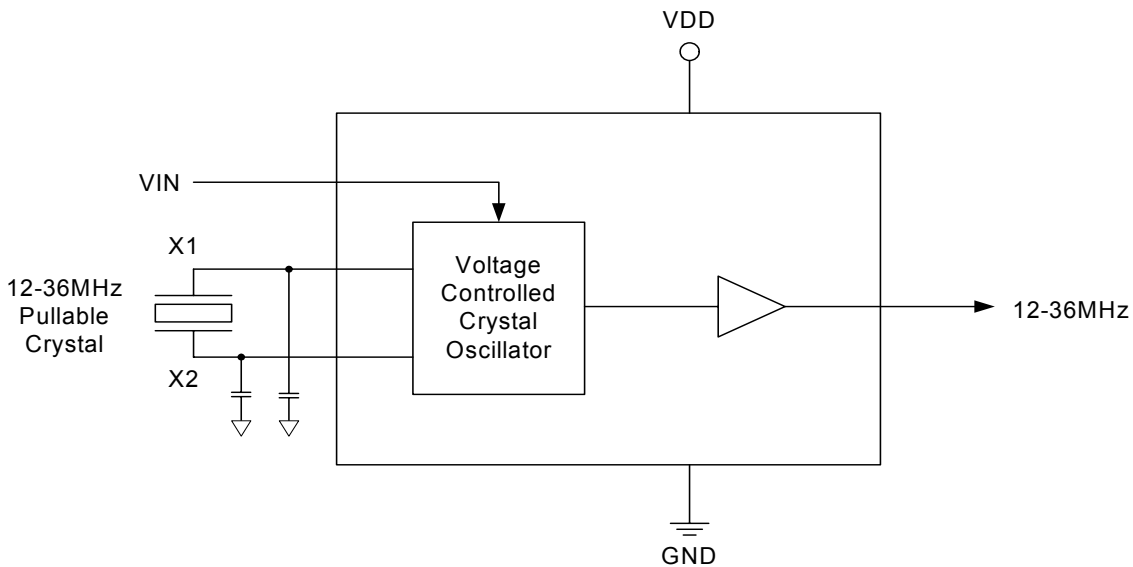 VDD
VIN
X1
12-36MHz
Pullable
Crystal
X2
Voltage
Controlled
Crystal
Oscillator
12-36MHz
GND